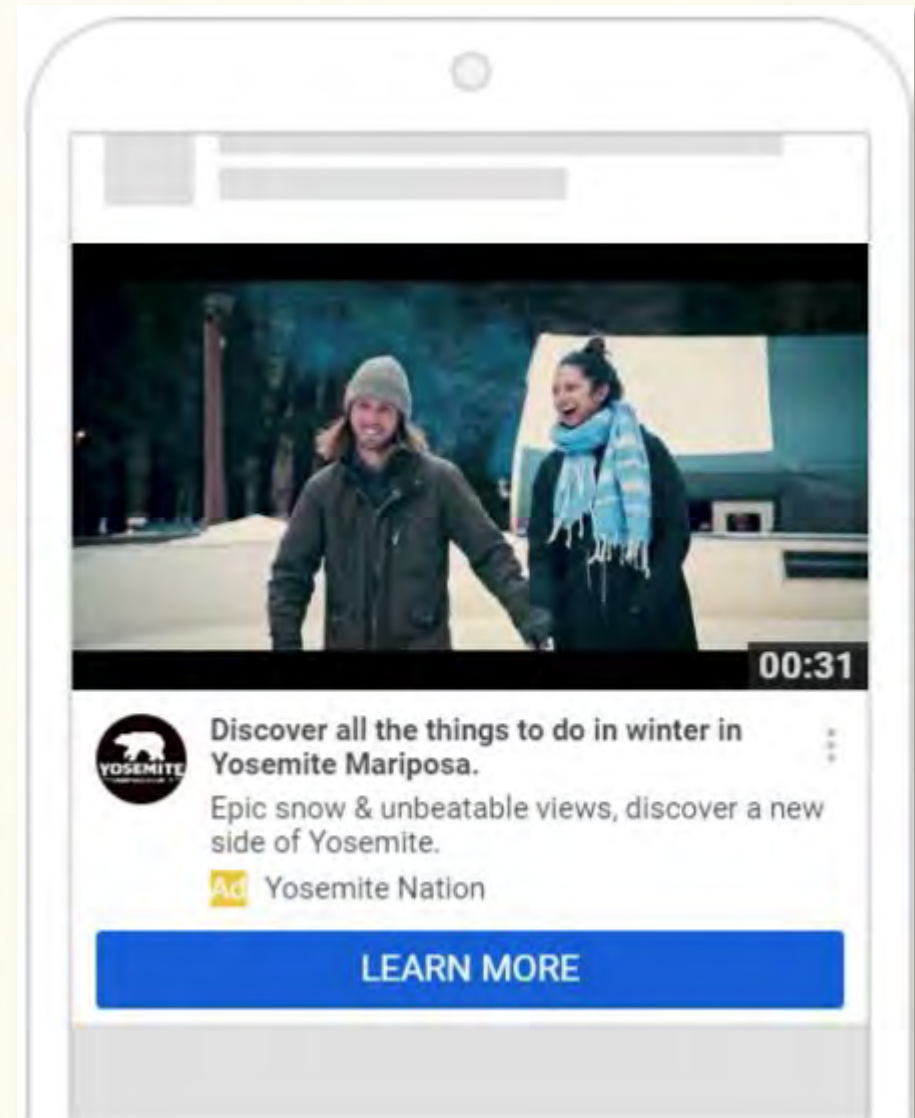 00:31
YOSEMITE
Discover all the things to do in winter in
Yosemite Mariposa.
Epic snow & unbeatable views, discover a new
side of Yosemite.
Ad Yosemite Nation
LEARN MORE